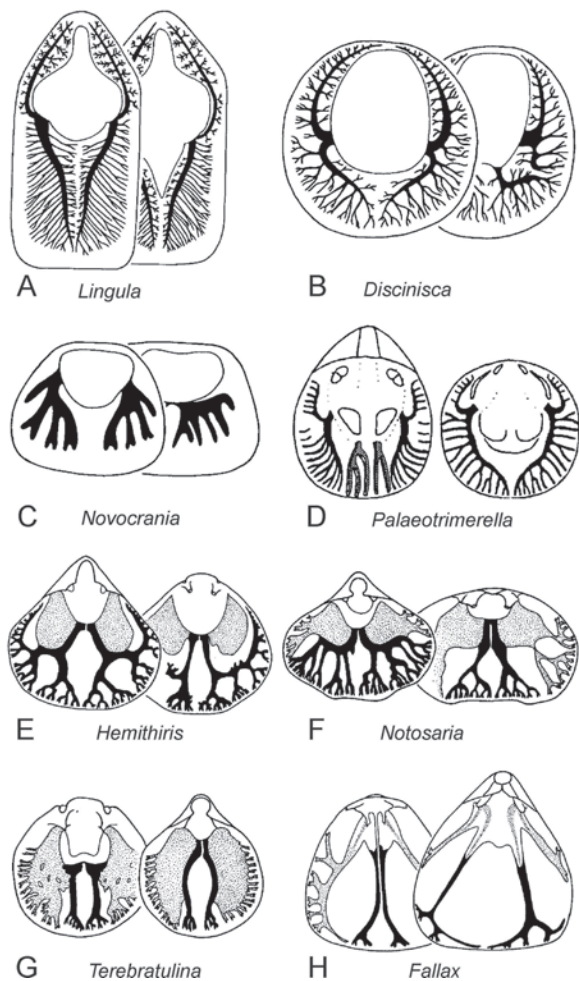 A Lingula
B Discinisca
C Novocrania
D Palaeotrimerella
E Hemithiris
F Notosaria
G Terebratulina
H Fallax